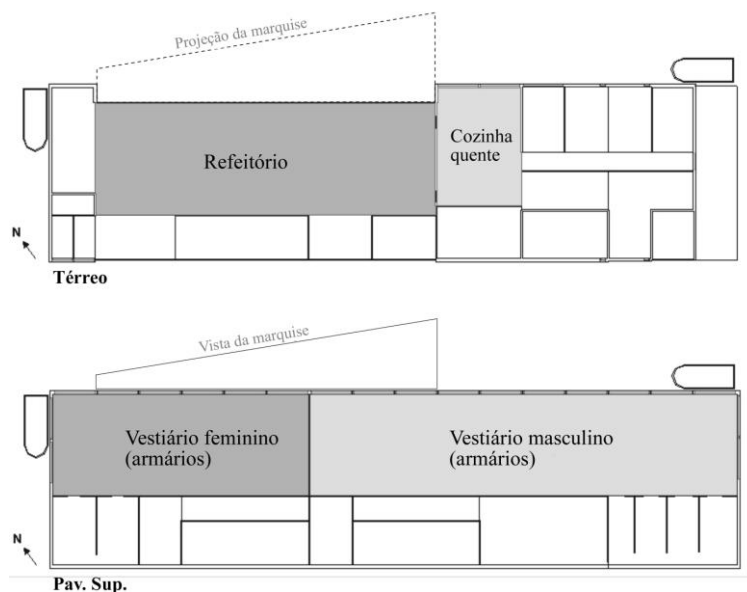 Projeção da marquise
Refeitório
Cozinha
quente
N
Térreo
Vista da marquise
Vestiário feminino
(armários)
Vestiário masculino
(armários)
N
Pav. Sup.